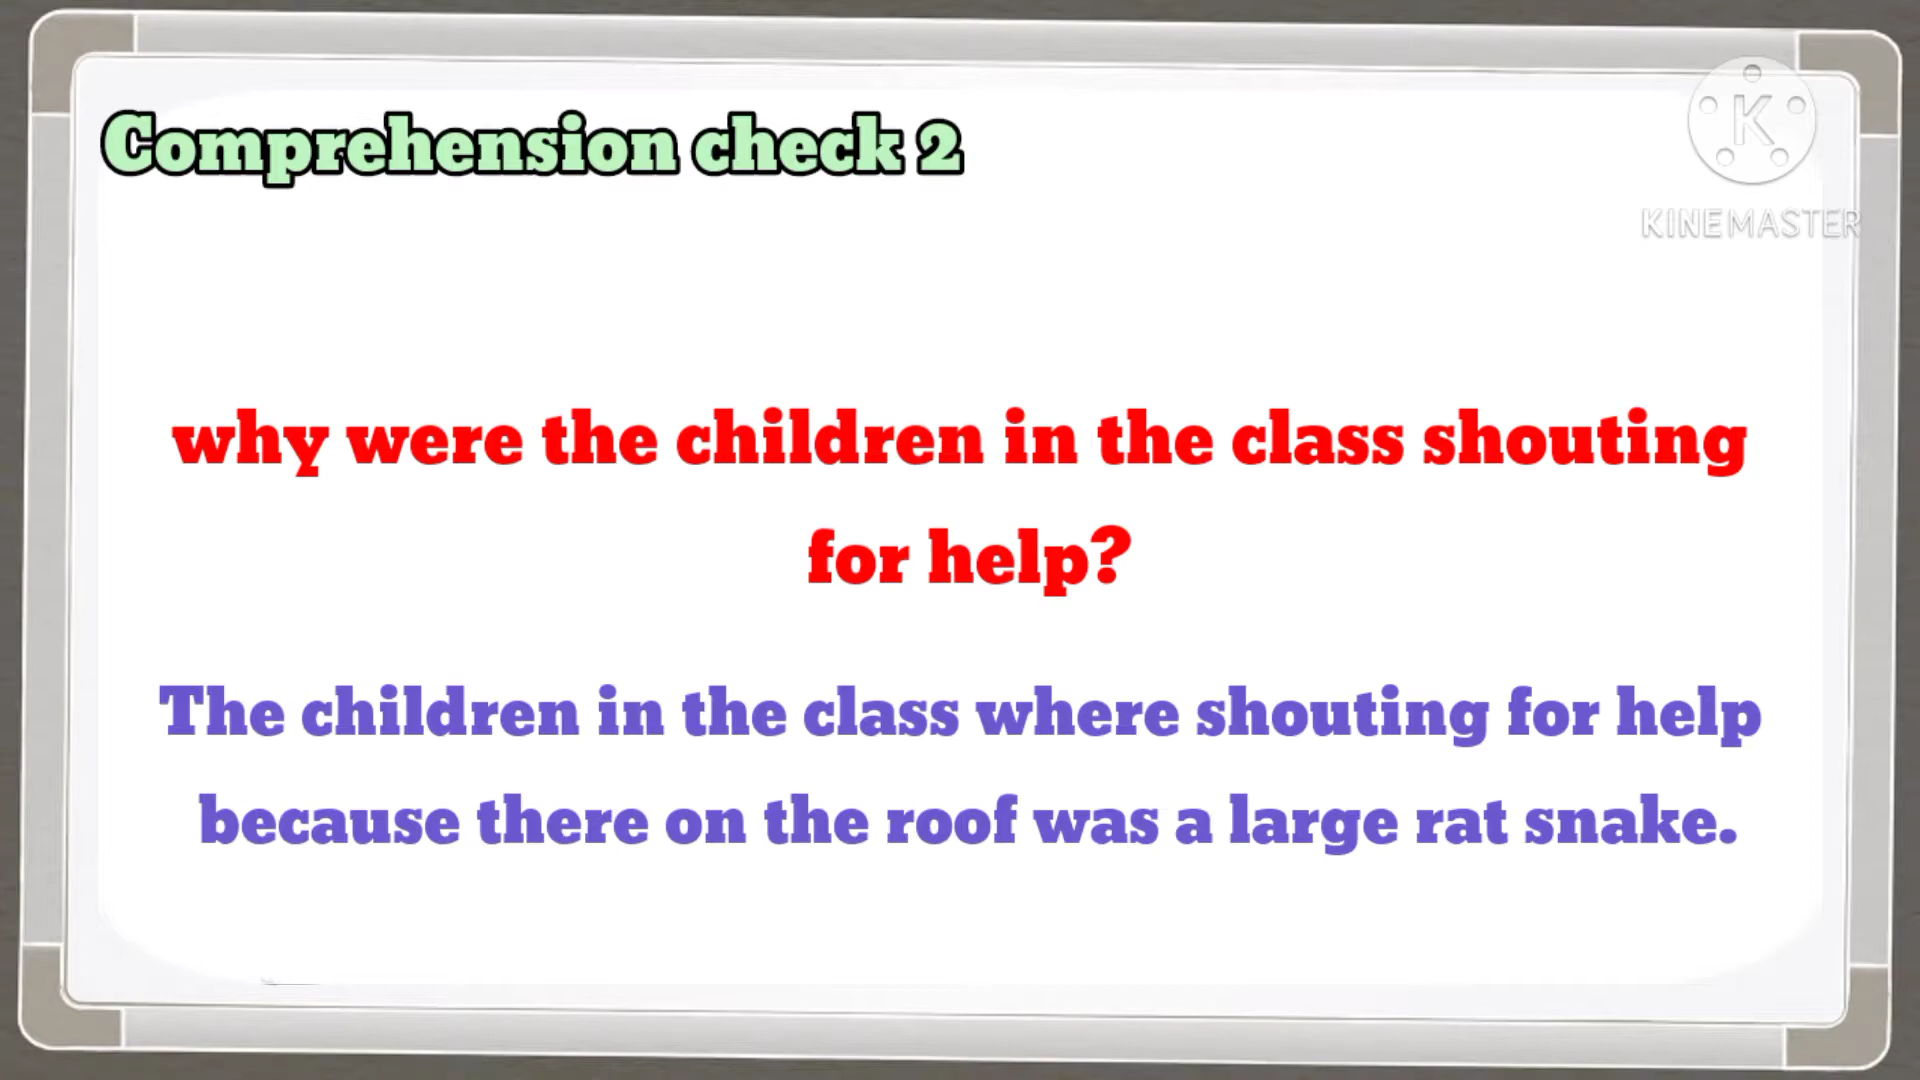 Comprehension check 2
K
KINEMASTER
why were the children in the class shouting
for help?
The children in the class where shouting for help
because there on the roof was a large rat snake.